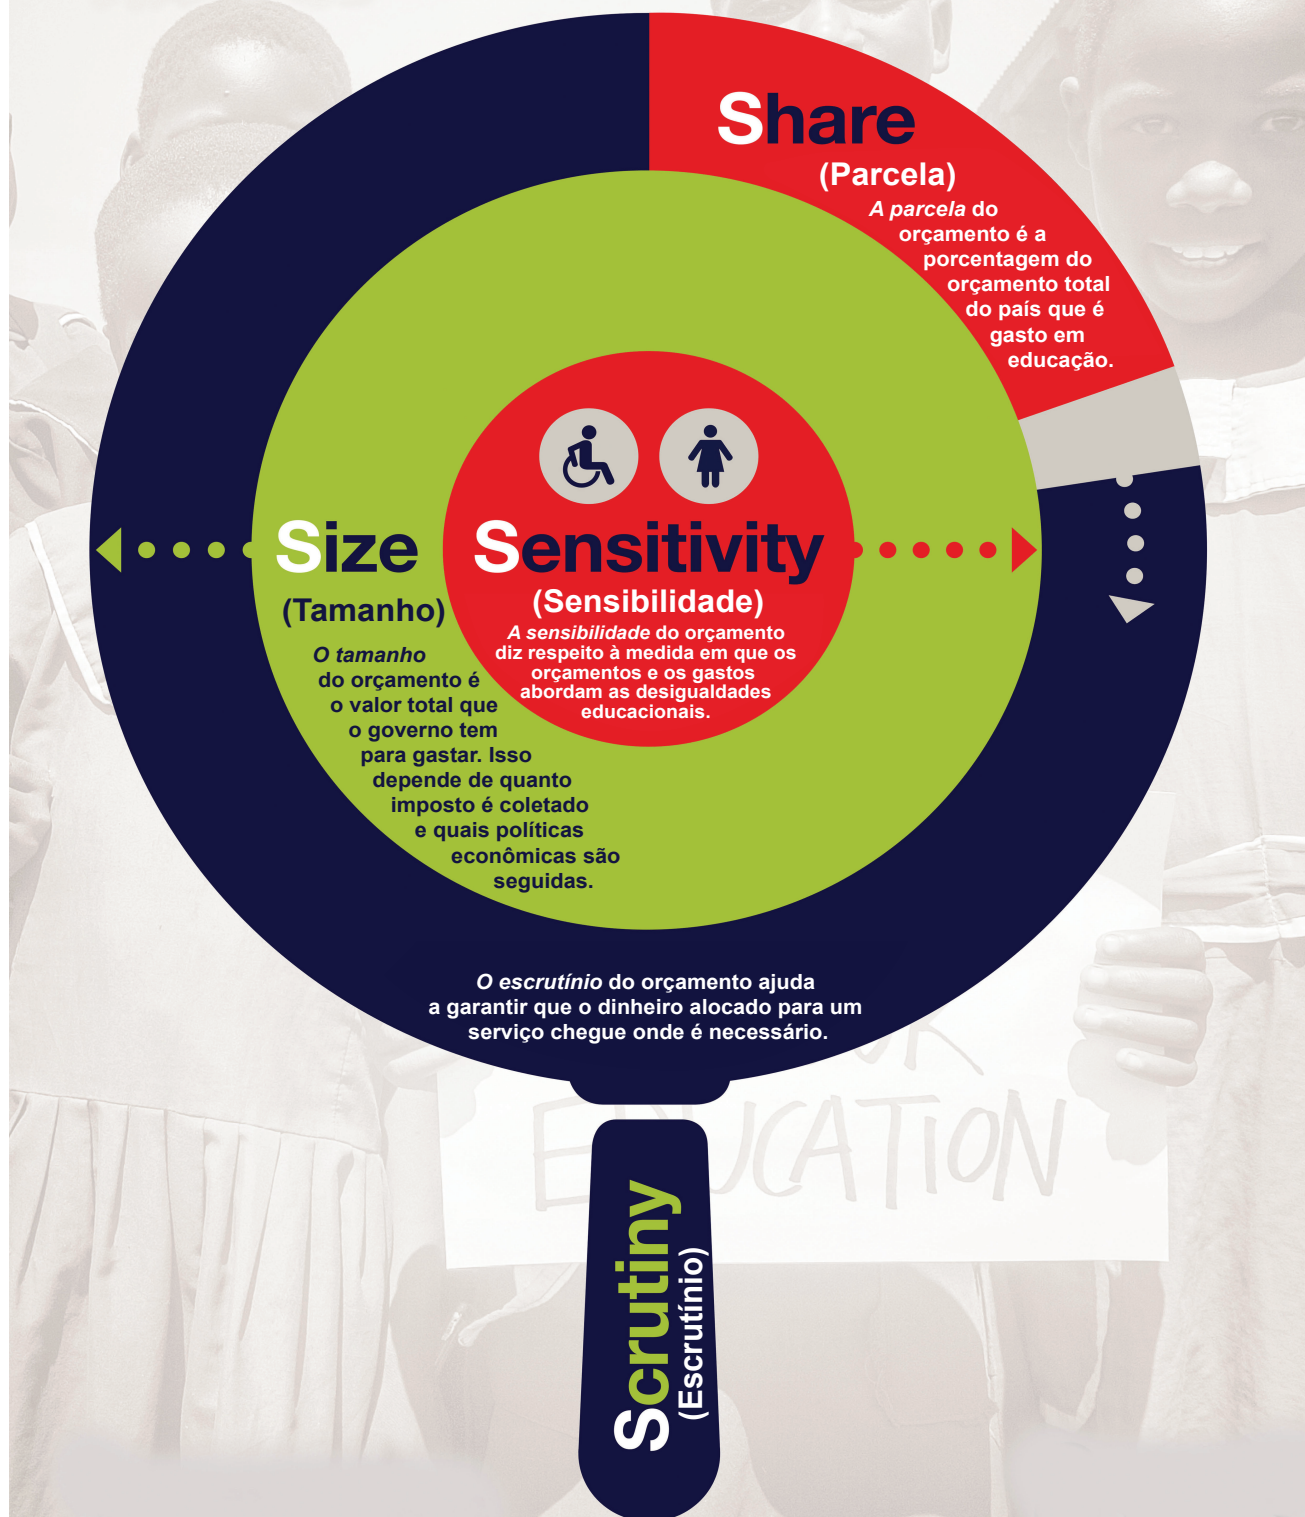 Share
(Parcela)
A parcela do
orçamento é a
porcentagem do
orçamento total
do país que é
gasto em
educação.
Size
(Tamanho)
O tamanho
do orçamento é
o valor total que
o governo tem
para gastar. Isso
depende de quanto
imposto é coletado
e quais políticas
econômicas são
seguidas.
Sensitivity
(Sensibilidade)
A sensibilidade do orçamento
diz respeito à medida em que os
orçamentos e os gastos
abordam as desigualdades
educacionais.
O escrutínio do orçamento ajuda
a garantir que o dinheiro alocado para um
serviço chegue onde é necessário.
EDUCATION
Scrutiny
(Escrutínio)